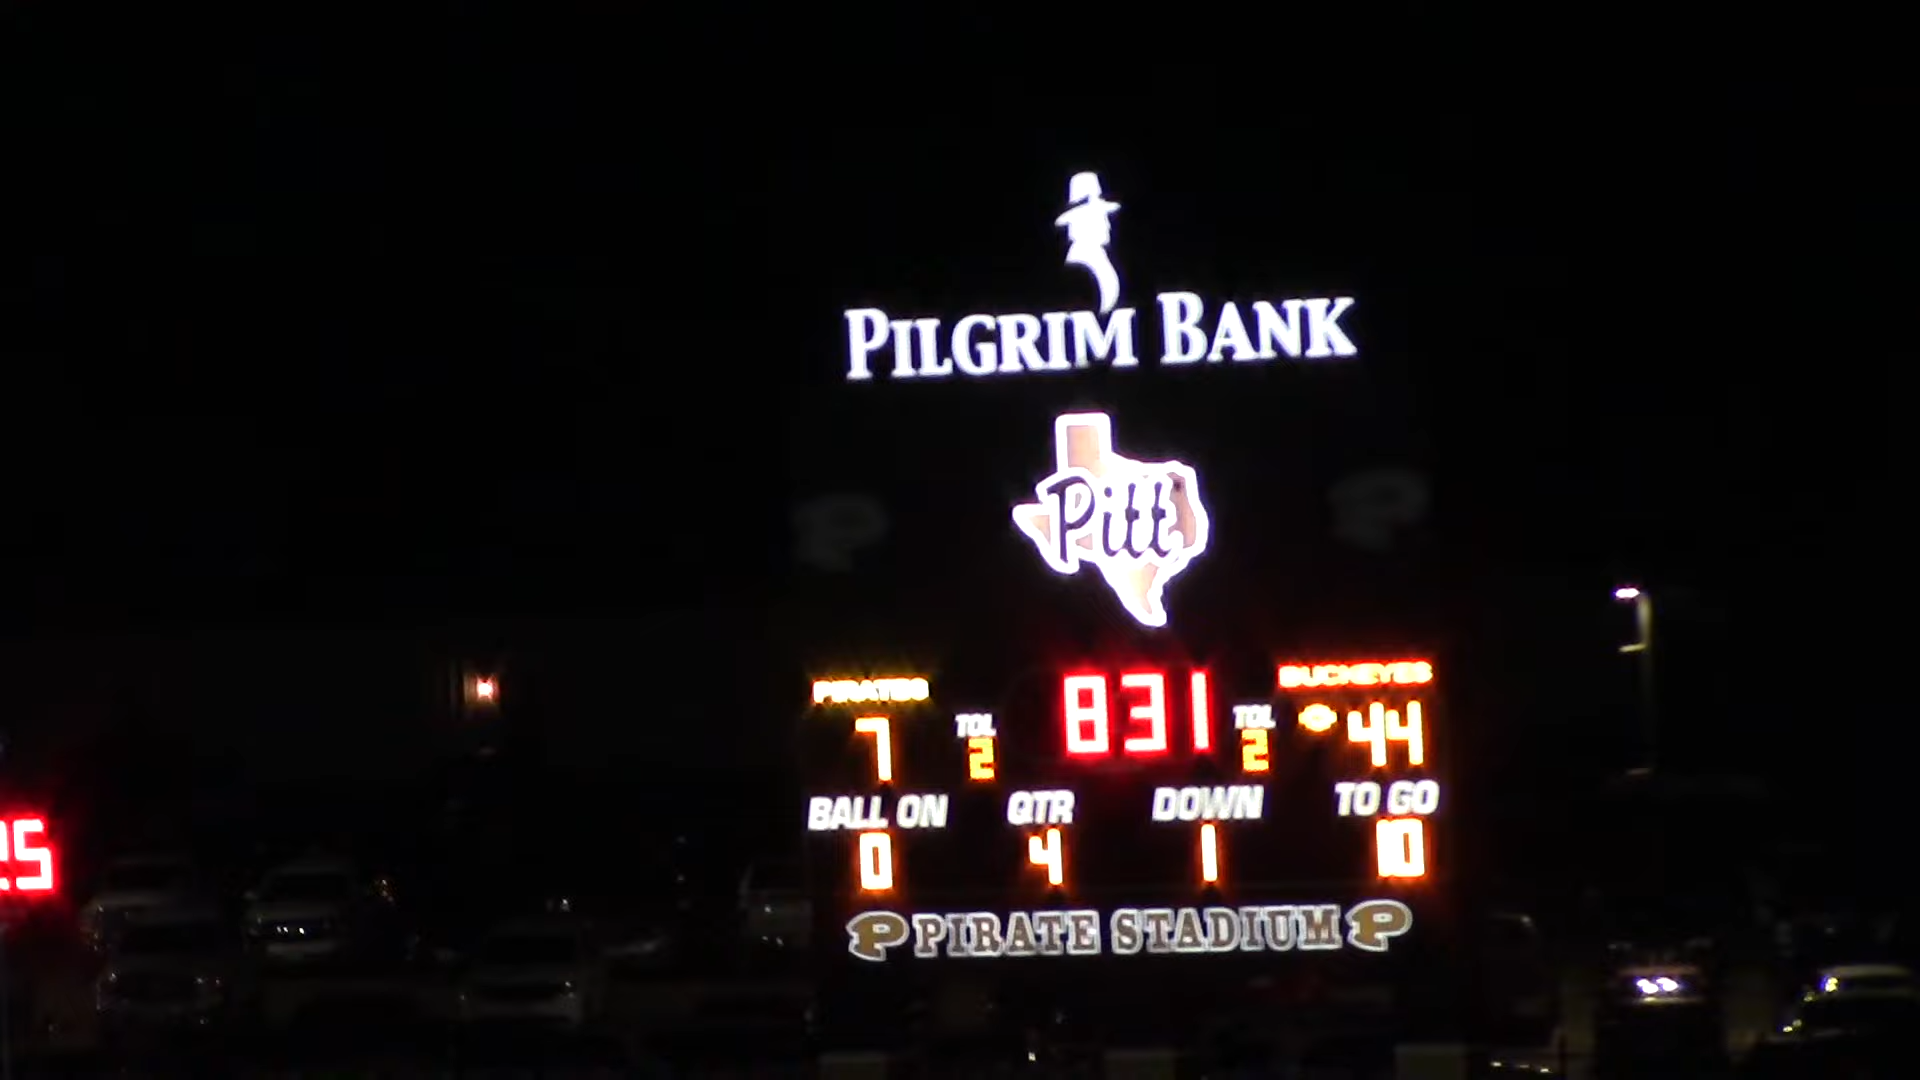 PILGRIM BANK
Pitt
PIRATES 831 BUCKEYES
7 TOL 2 TOL 2 44
BALL ON QTR DOWN TO GO
0 4 1 10
25
P PIRATE STADIUM P